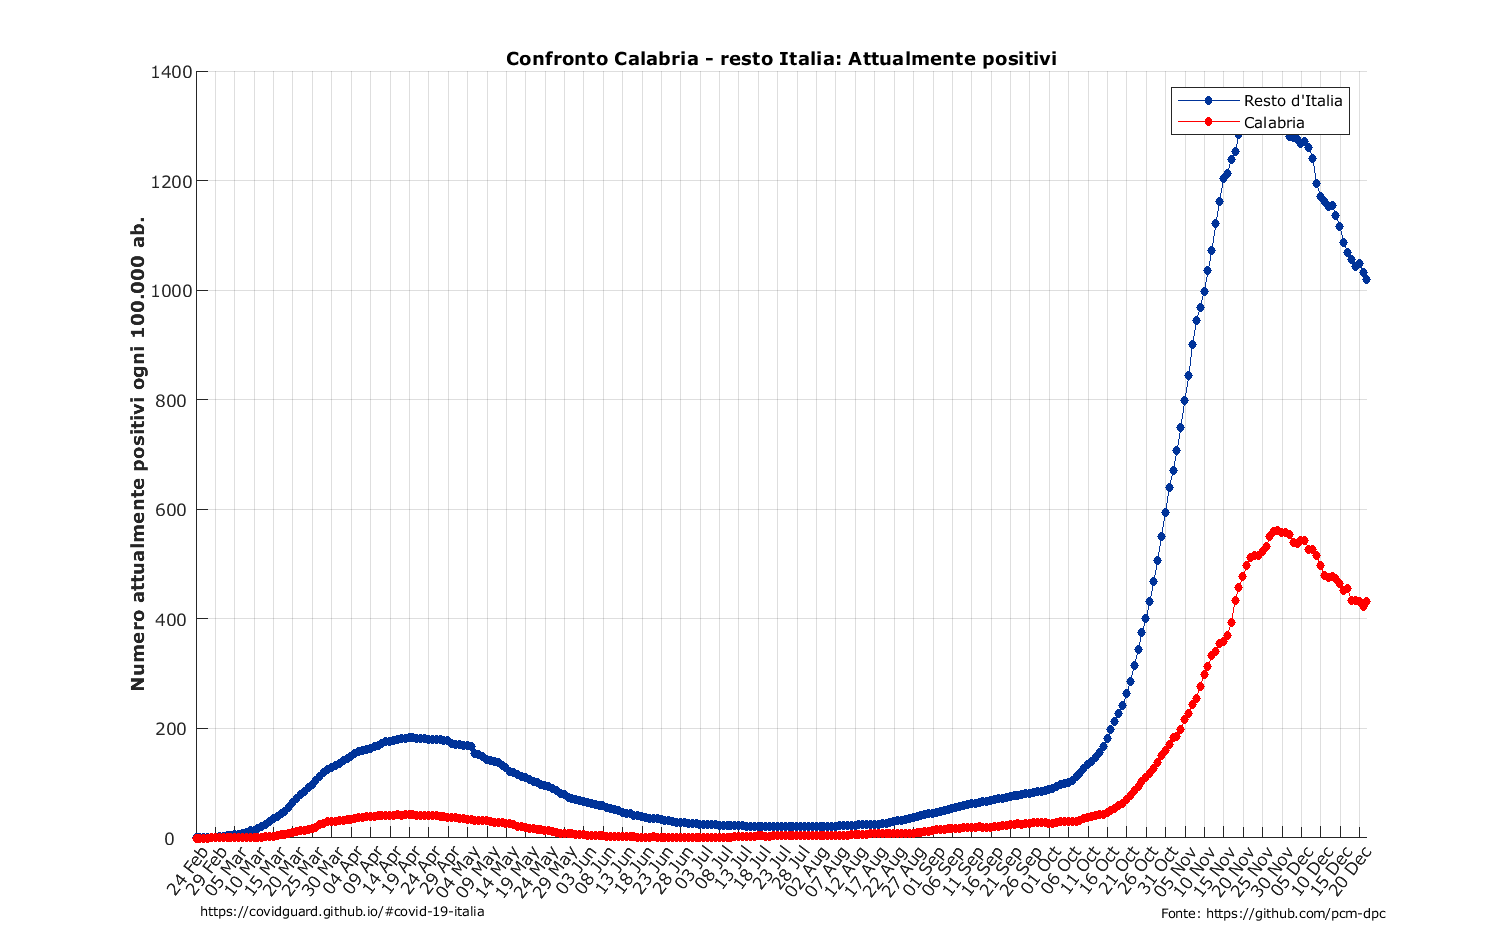 Confronto Calabria - resto Italia: Attualmente positivi
1400
1200
1000
800
600
400
200
0
Numero attualmente positivi ogni 100.000 ab.
Resto d'Italia
Calabria
24 Feb
29 Feb
05 Mar
10 Mar
15 Mar
20 Mar
25 Mar
30 Mar
04 Apr
09 Apr
14 Apr
19 Apr
24 Apr
29 Apr
04 May
09 May
14 May
19 May
24 May
29 May
03 Jun
08 Jun
13 Jun
18 Jun
23 Jun
28 Jun
03 Jul
08 Jul
13 Jul
18 Jul
23 Jul
28 Jul
02 Aug
07 Aug
12 Aug
17 Aug
22 Aug
27 Aug
01 Sep
06 Sep
11 Sep
16 Sep
21 Sep
26 Sep
01 Oct
06 Oct
11 Oct
16 Oct
21 Oct
26 Oct
31 Oct
05 Nov
10 Nov
15 Nov
20 Nov
25 Nov
30 Nov
05 Dec
10 Dec
15 Dec
20 Dec
https://covidguard.github.io/#covid-19-italia
Fonte: https://github.com/pcm-dpc